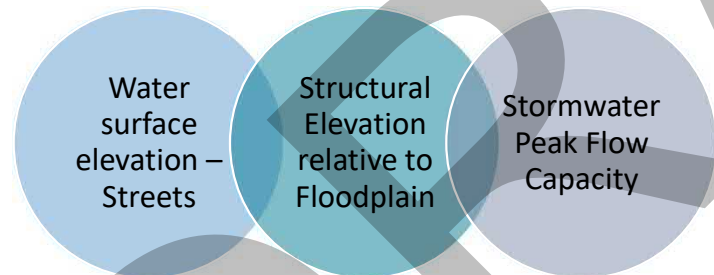 Water
surface
elevation –
Streets
Structural
Elevation
relative to
Floodplain
Stormwater
Peak Flow
Capacity